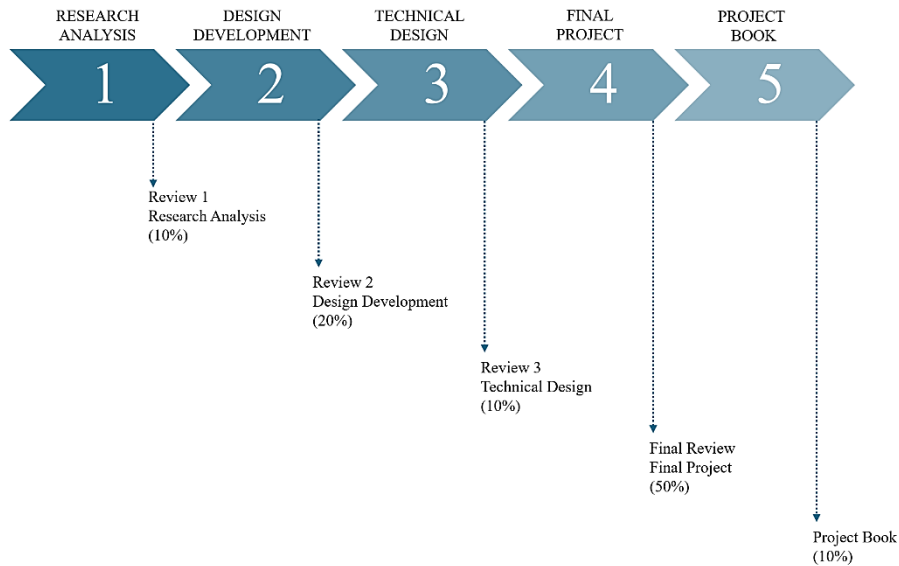 RESEARCH
ANALYSIS
DESIGN
DEVELOPMENT
TECHNICAL
DESIGN
FINAL
PROJECT
PROJECT
BOOK
1
2
3
4
5
Review 1
Research Analysis
(10%)
Review 2
Design Development
(20%)
Review 3
Technical Design
(10%)
Final Review
Final Project
(50%)
Project Book
(10%)